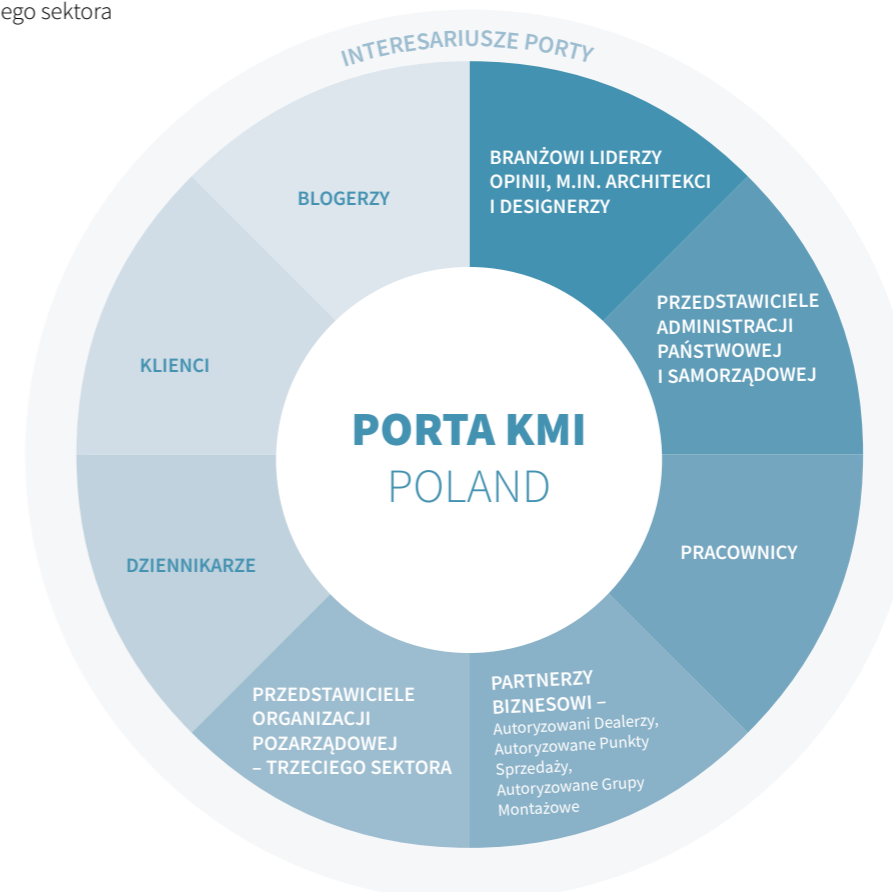 ego sektora
INTERESARIUSZE PORTY
BRANŻOWI LIDERZY
OPINII, M.IN. ARCHITEKCI
I DESIGNERZY
PRZEDSTAWICIELE
ADMINISTRACJI
PAŃSTWOWEJ
I SAMORZĄDOWEJ
PRACOWNICY
PARTNERZY
BIZNESOWI –
Autoryzowani Dealerzy,
Autoryzowane Punkty
Sprzedaży,
Autoryzowane Grupy
Montażowe
PRZEDSTAWICIELE
ORGANIZACJI
POZARZĄDOWEJ
– TRZECIEGO SEKTORA
DZIENNIKARZE
KLIENCI
BLOGERZY
PORTA KMI
POLAND